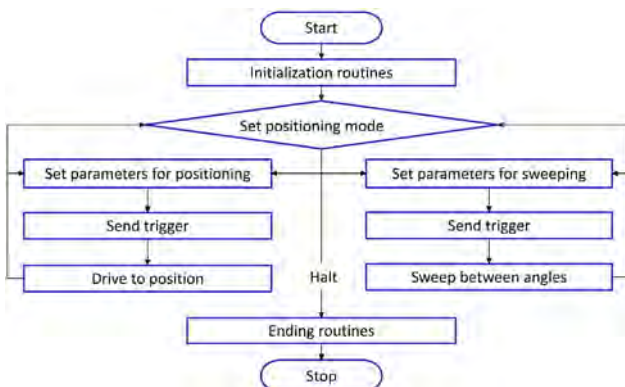 Start
Initialization routines
Set positioning mode
Set parameters for positioning
Set parameters for sweeping
Send trigger
Send trigger
Drive to position
Halt
Sweep between angles
Ending routines
Stop